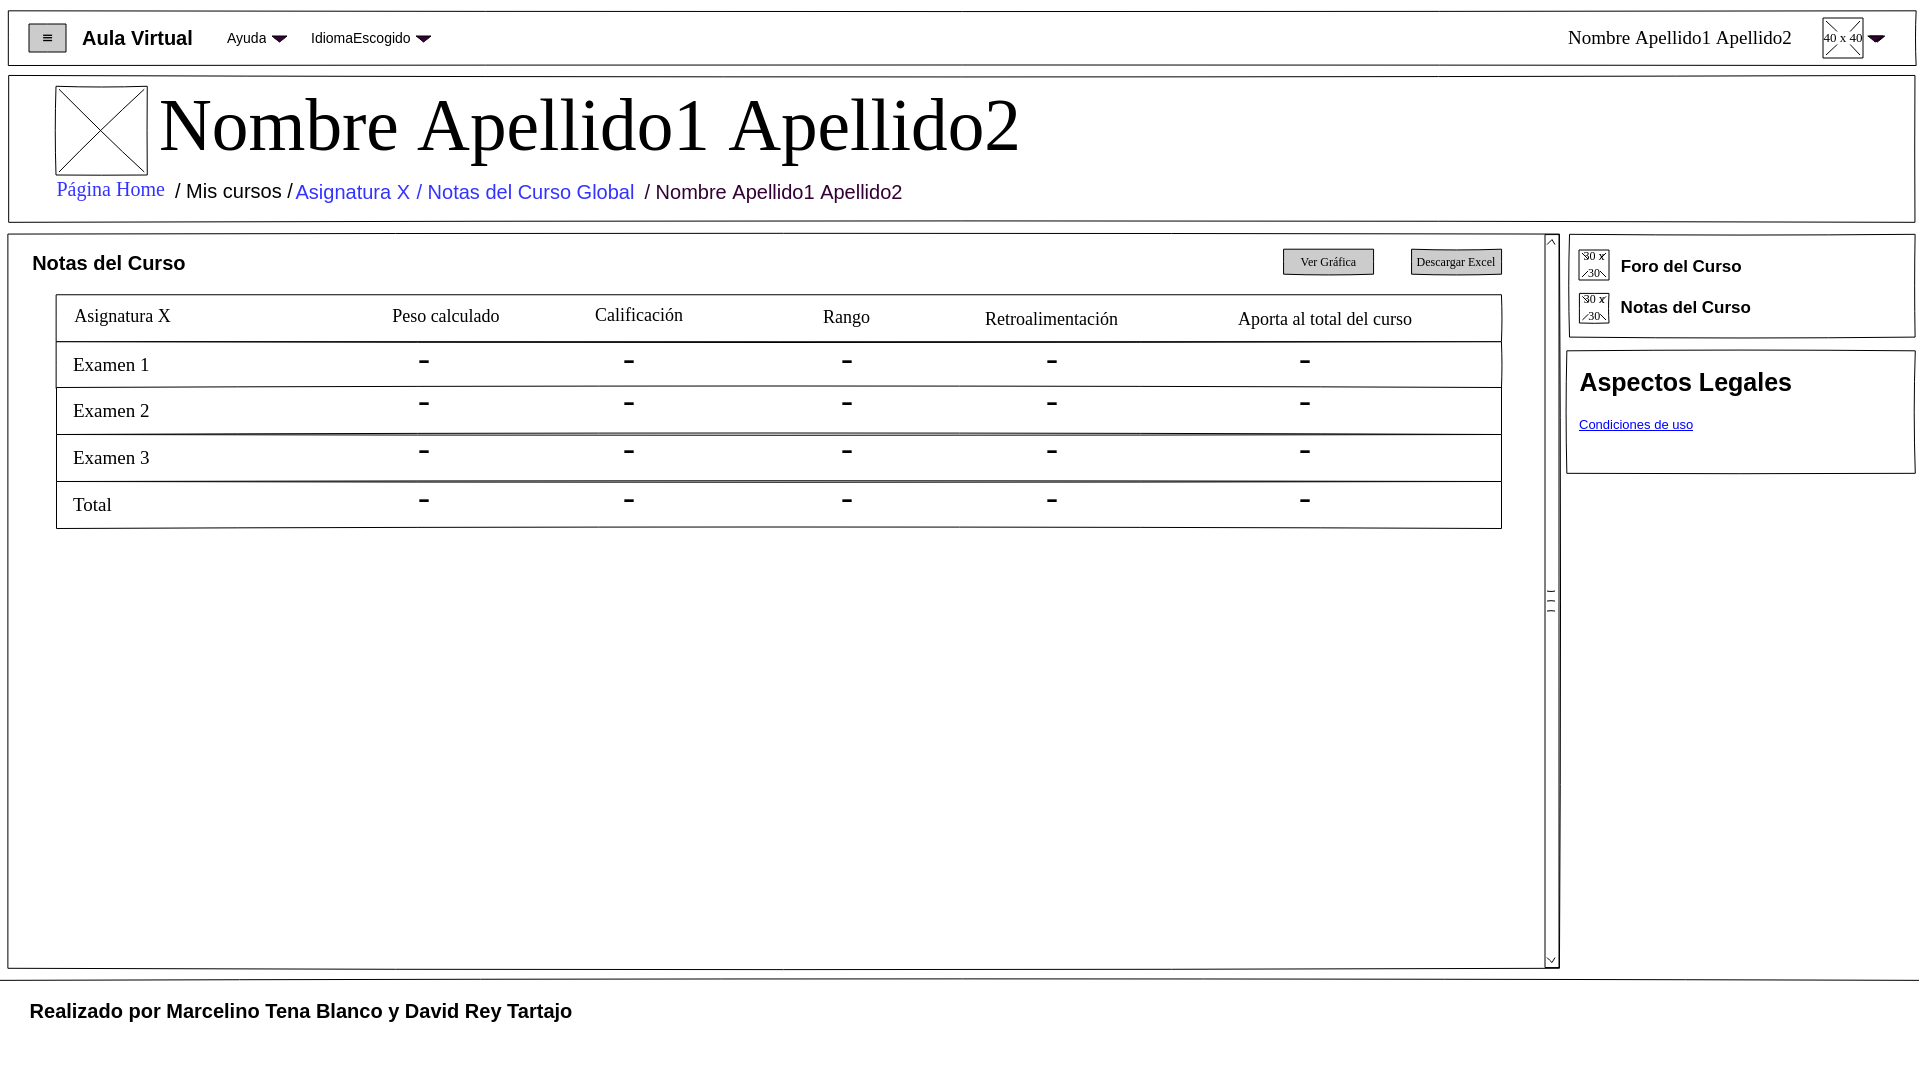 ≡ Aula Virtual Ayuda IdiomaEscogido Nombre Apellido1 Apellido2 40 x 40
Nombre Apellido1 Apellido2
Página Home / Mis cursos / Asignatura X / Notas del Curso Global / Nombre Apellido1 Apellido2
Notas del Curso Ver Gráfica Descargar Excel
Asignatura X Peso calculado Calificación Rango Retroalimentación Aporta al total del curso
Examen 1 - - - - -
Examen 2 - - - - -
Examen 3 - - - - -
Total - - - - -
30 x
30
Foro del Curso
30 x
30
Notas del Curso
Aspectos Legales
Condiciones de uso
Realizado por Marcelino Tena Blanco y David Rey Tartajo